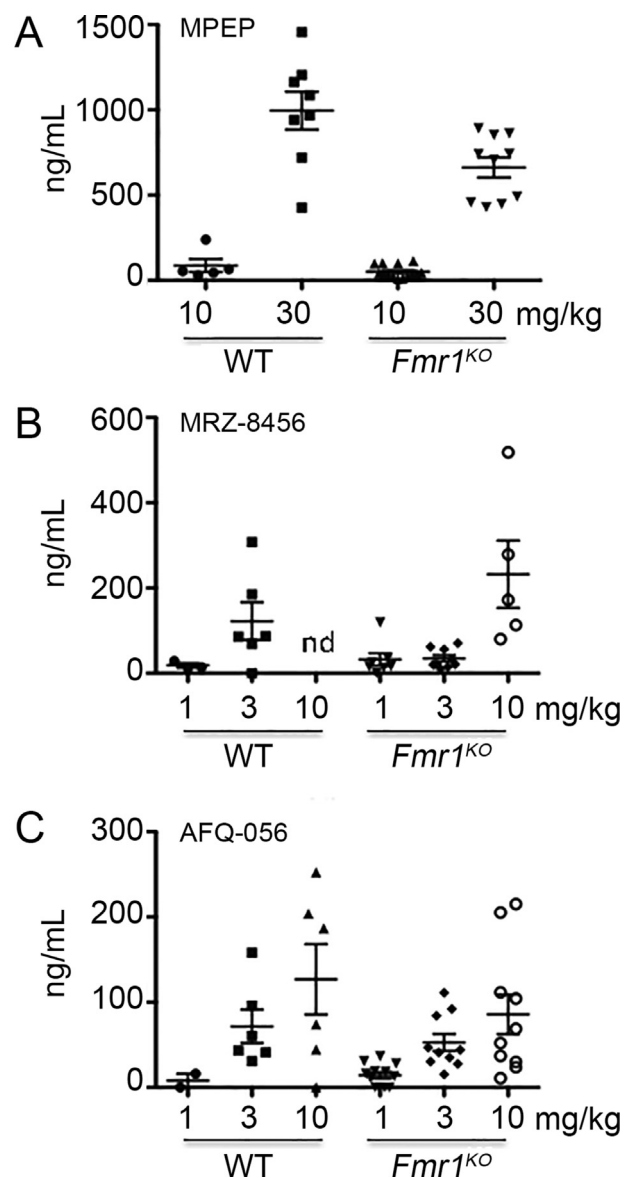 A MPEP
1500
1000
500
0
ng/mL
10 30 10 30 mg/kg
WT Fmr1KO
B MRZ-8456
600
400
200
0
ng/mL
nd
1 3 10 1 3 10 mg/kg
WT Fmr1KO
C AFQ-056
300
200
100
0
ng/mL
1 3 10 1 3 10 mg/kg
WT Fmr1KO